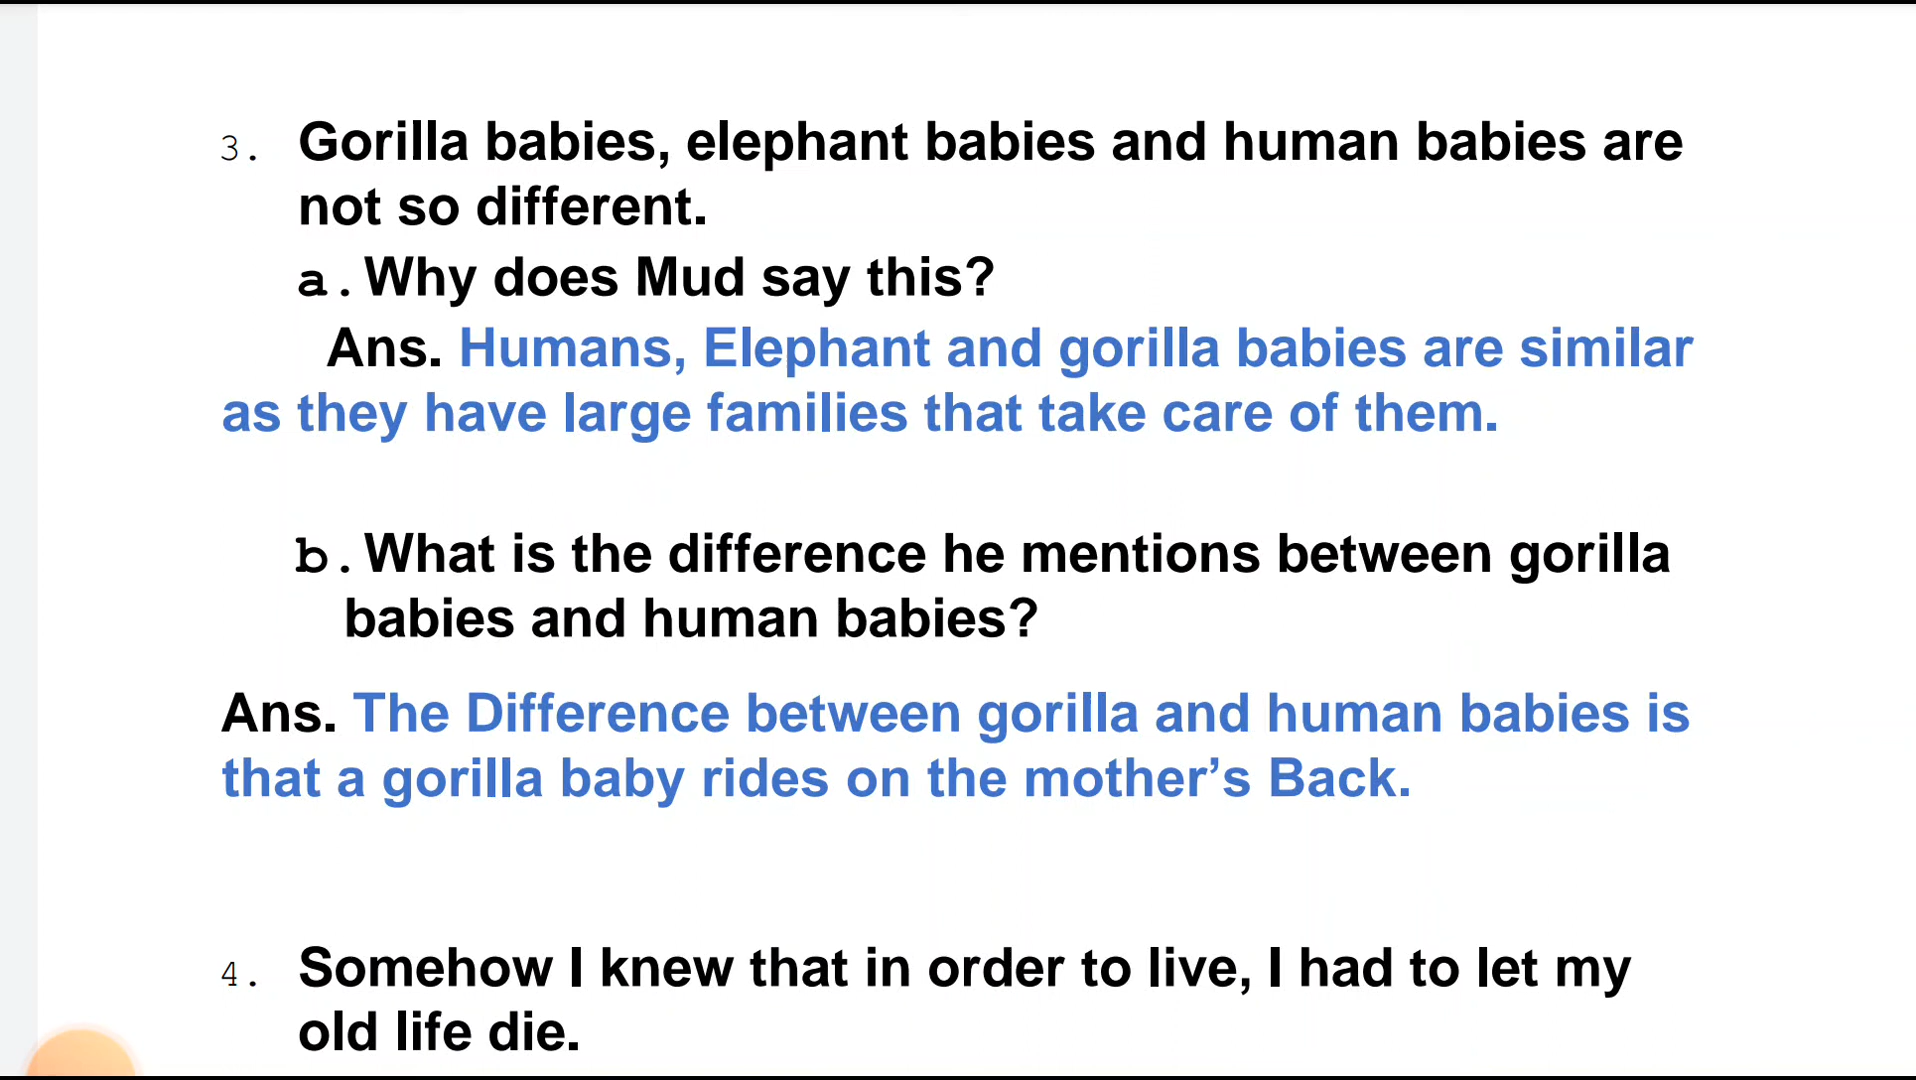 3. Gorilla babies, elephant babies and human babies are
not so different.
a. Why does Mud say this?
Ans. Humans, Elephant and gorilla babies are similar
as they have large families that take care of them.
b. What is the difference he mentions between gorilla
babies and human babies?
Ans. The Difference between gorilla and human babies is
that a gorilla baby rides on the mother’s Back.
4. Somehow I knew that in order to live, I had to let my
old life die.